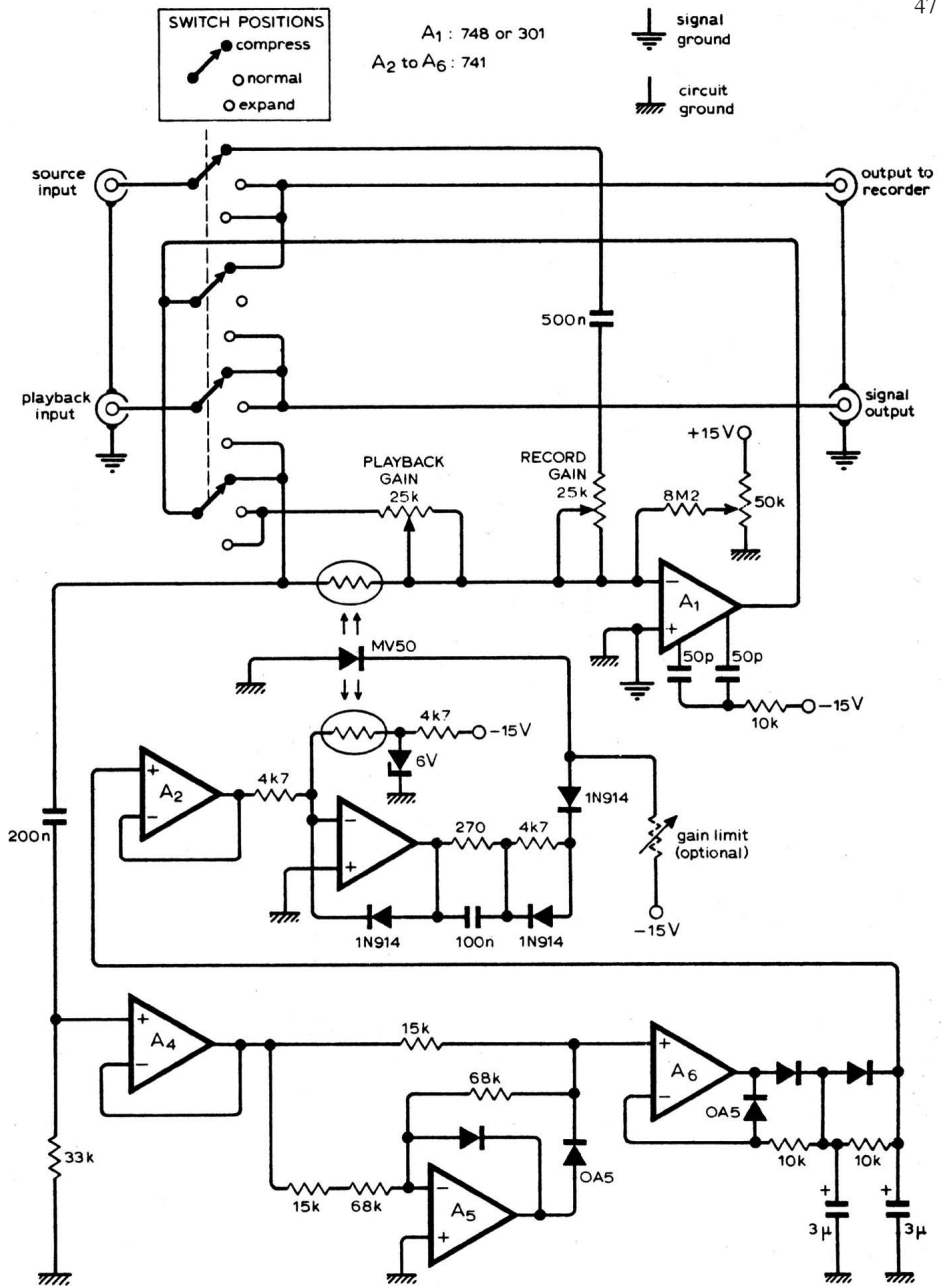 47
SWITCH POSITIONS
compress
normal
expand
A1 : 748 or 301
A2 to A6 : 741
signal
ground
circuit
ground
source
input
output to
recorder
500n
playback
input
signal
output
+15V
PLAYBACK
GAIN
25k
RECORD
GAIN
25k
8M2
50k
−
A1
+
MV50
50p
50p
10k
−15V
4k7
−15V
6V
+
A2
−
4k7
200n
−
+
270
4k7
1N914
gain limit
(optional)
−15V
1N914
100n
1N914
+
A4
−
15k
+
A6
−
68k
OA5
10k
10k
33k
15k
68k
−
A5
+
OA5
+
3μ
+
3μ